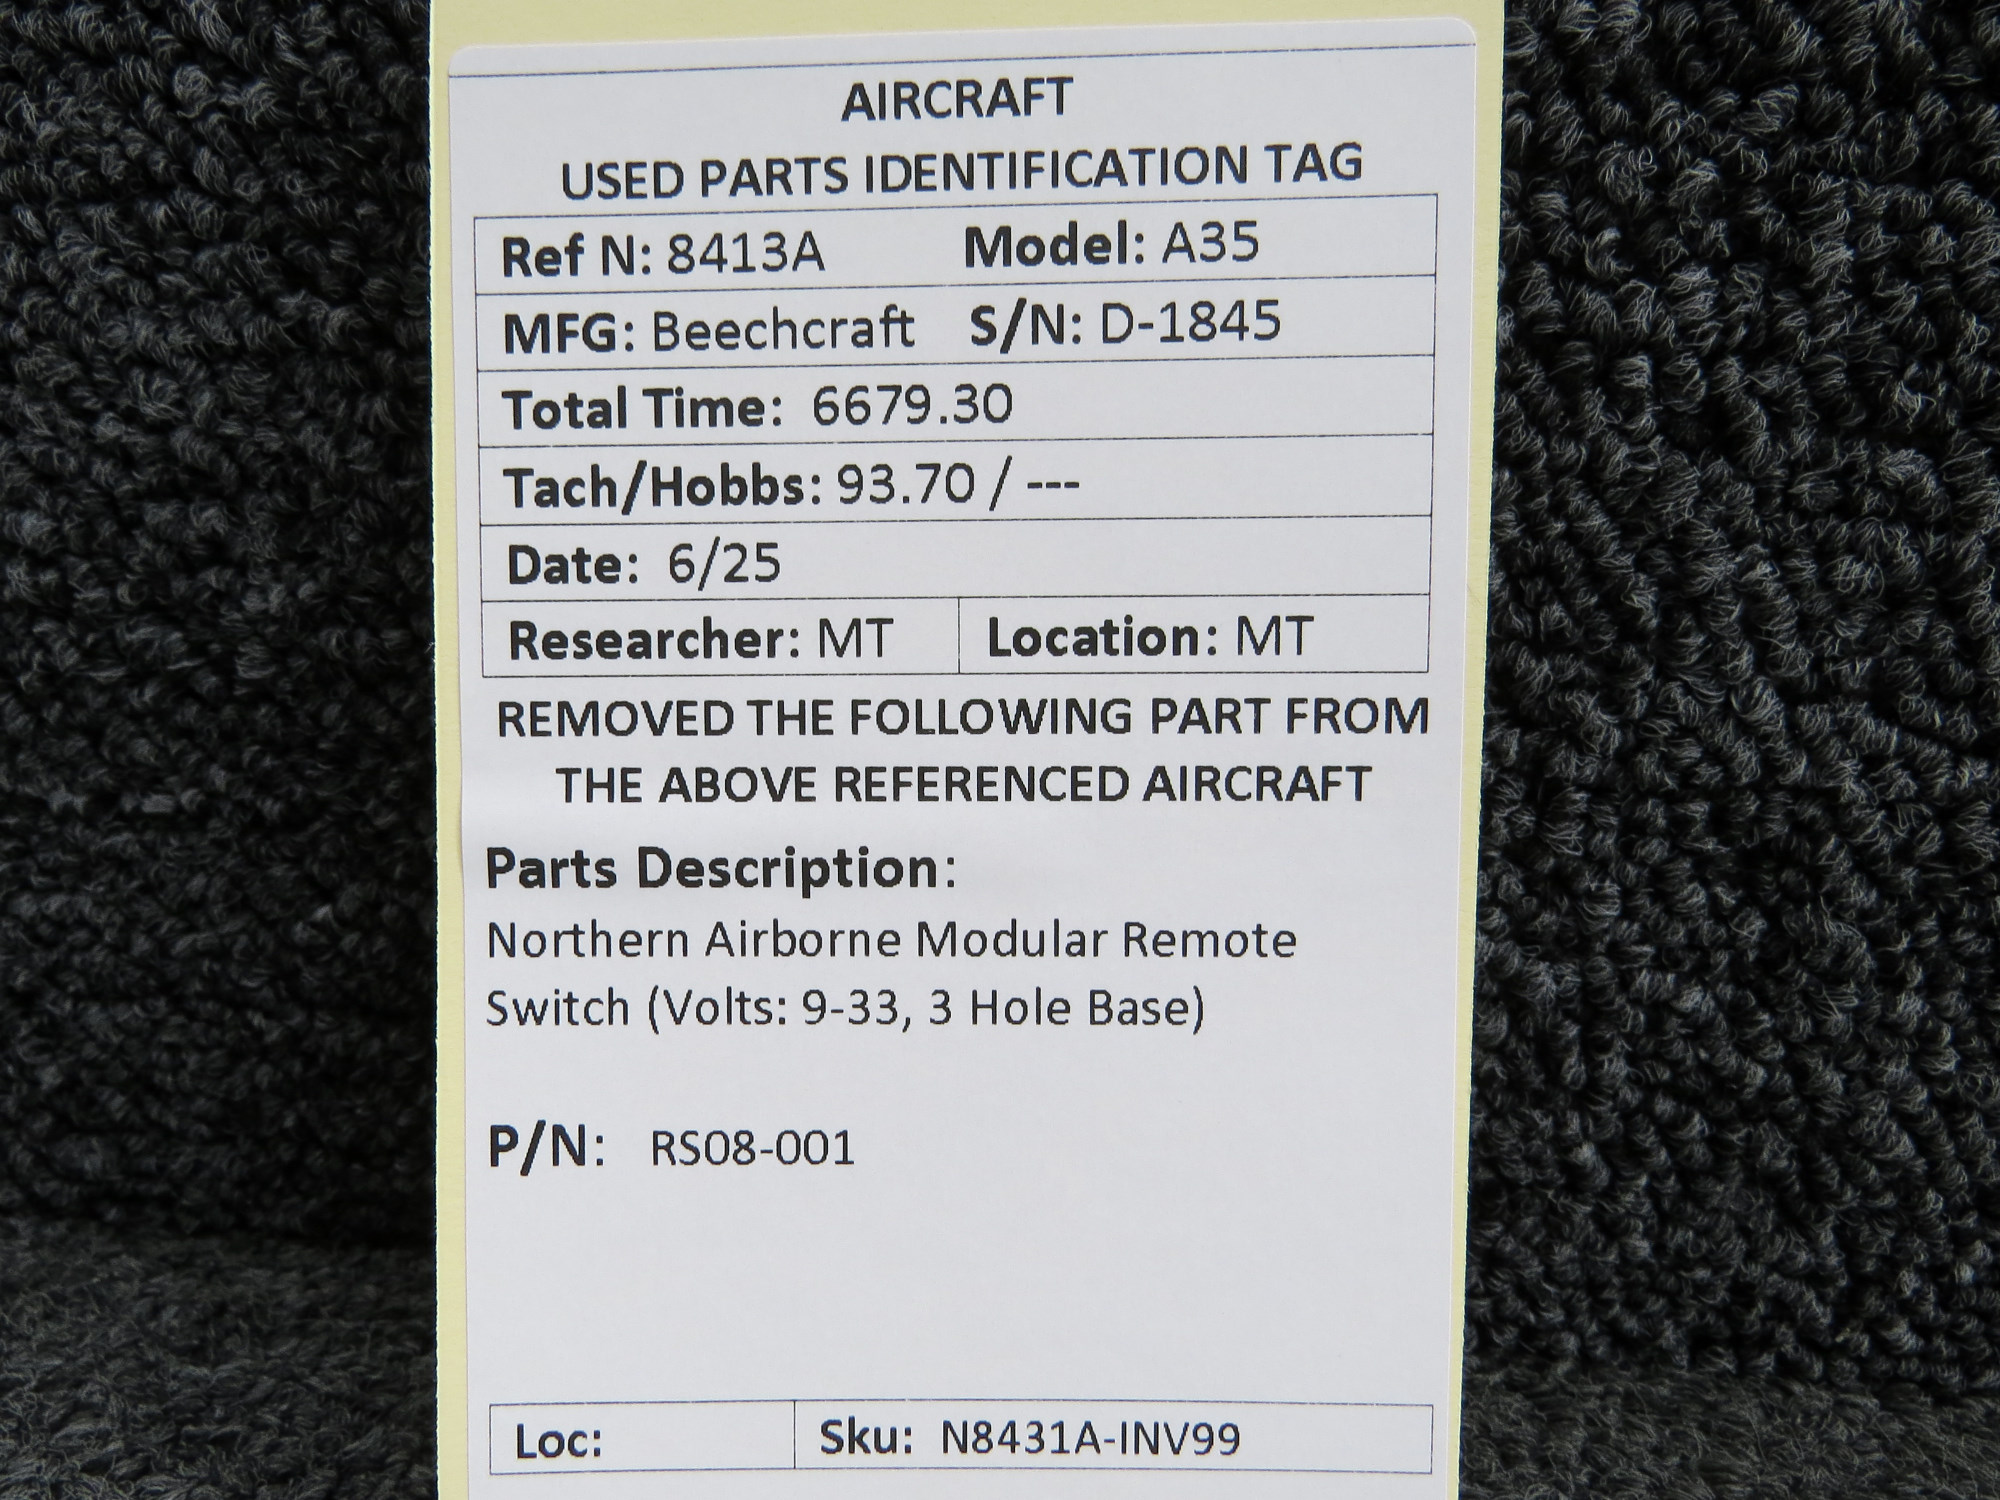 AIRCRAFT
USED PARTS IDENTIFICATION TAG
Ref N: 8413A Model: A35
MFG: Beechcraft S/N: D-1845
Total Time: 6679.30
Tach/Hobbs: 93.70 / ---
Date: 6/25
Researcher: MT Location: MT
REMOVED THE FOLLOWING PART FROM
THE ABOVE REFERENCED AIRCRAFT
Parts Description:
Northern Airborne Modular Remote
Switch (Volts: 9-33, 3 Hole Base)
P/N: RS08-001
Loc: Sku: N8431A-INV99